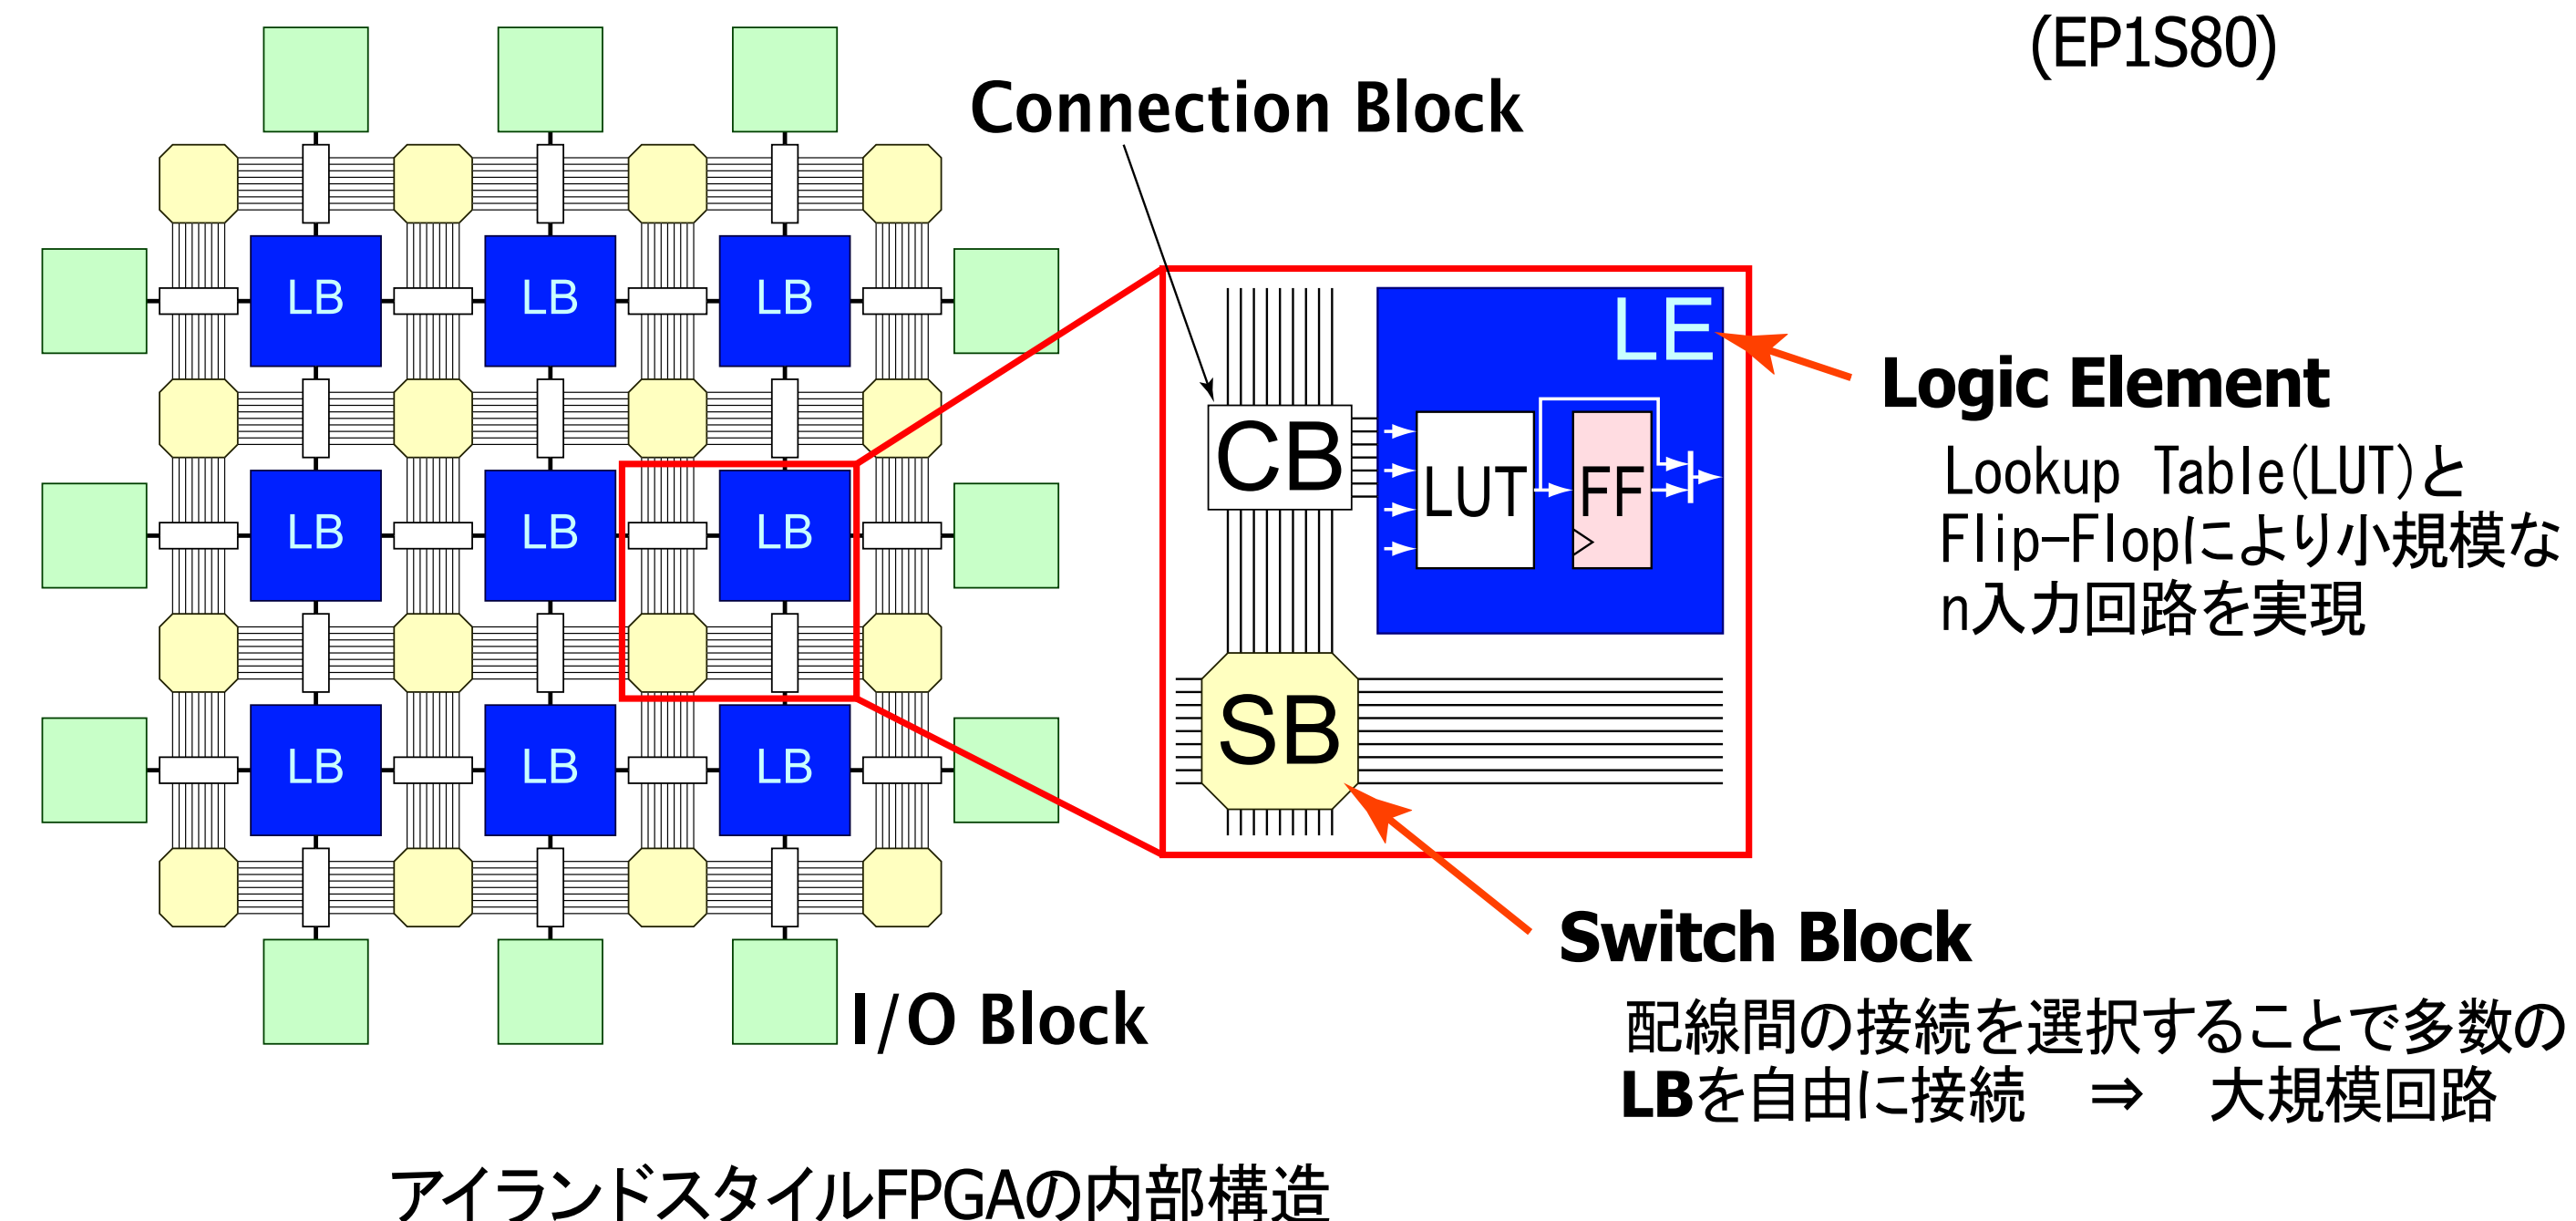 (EP1S80)
Connection Block
LB LB LB
LB LB LB
LB LB LB
LE
CB
LUT
FF
SB
Logic Element
Lookup Table(LUT)と
Flip-Flopにより小規模な
n入力回路を実現
Switch Block
配線間の接続を選択することで多数の
LBを自由に接続 ⇒ 大規模回路
I/O Block
アイランドスタイルFPGAの内部構造